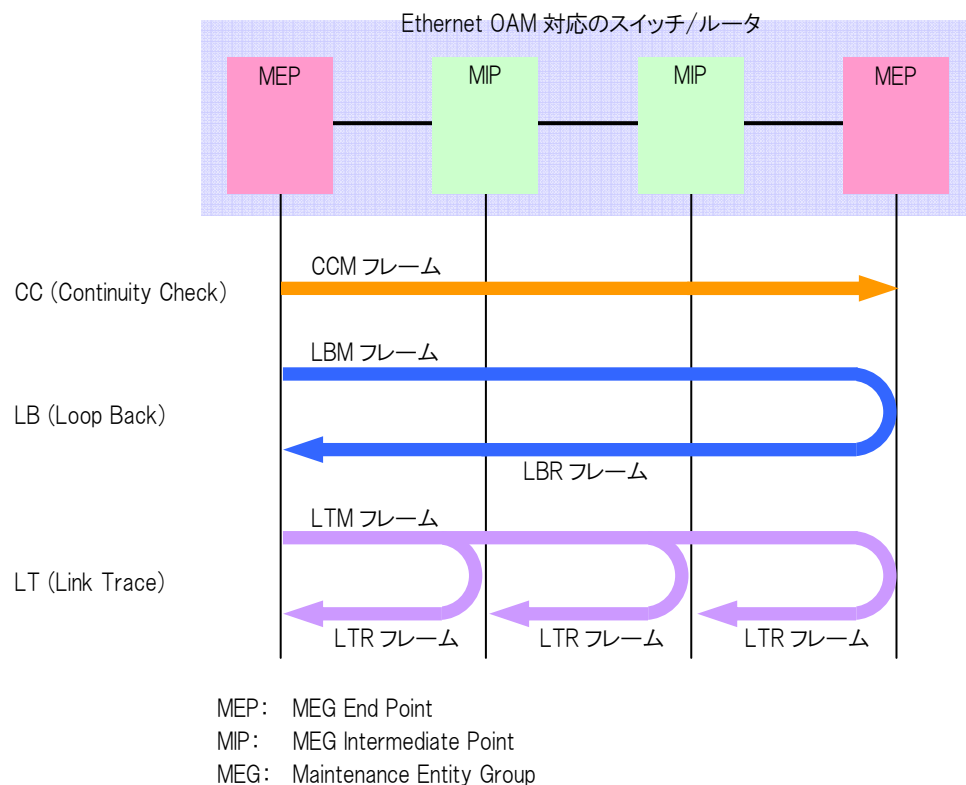 Ethernet OAM 対応のスイッチ/ルータ
MEP
MIP
MIP
MEP
CCM フレーム
CC (Continuity Check)
LBM フレーム
LB (Loop Back)
LBR フレーム
LTM フレーム
LT (Link Trace)
LTR フレーム
LTR フレーム
LTR フレーム
MEP: MEG End Point
MIP: MEG Intermediate Point
MEG: Maintenance Entity Group